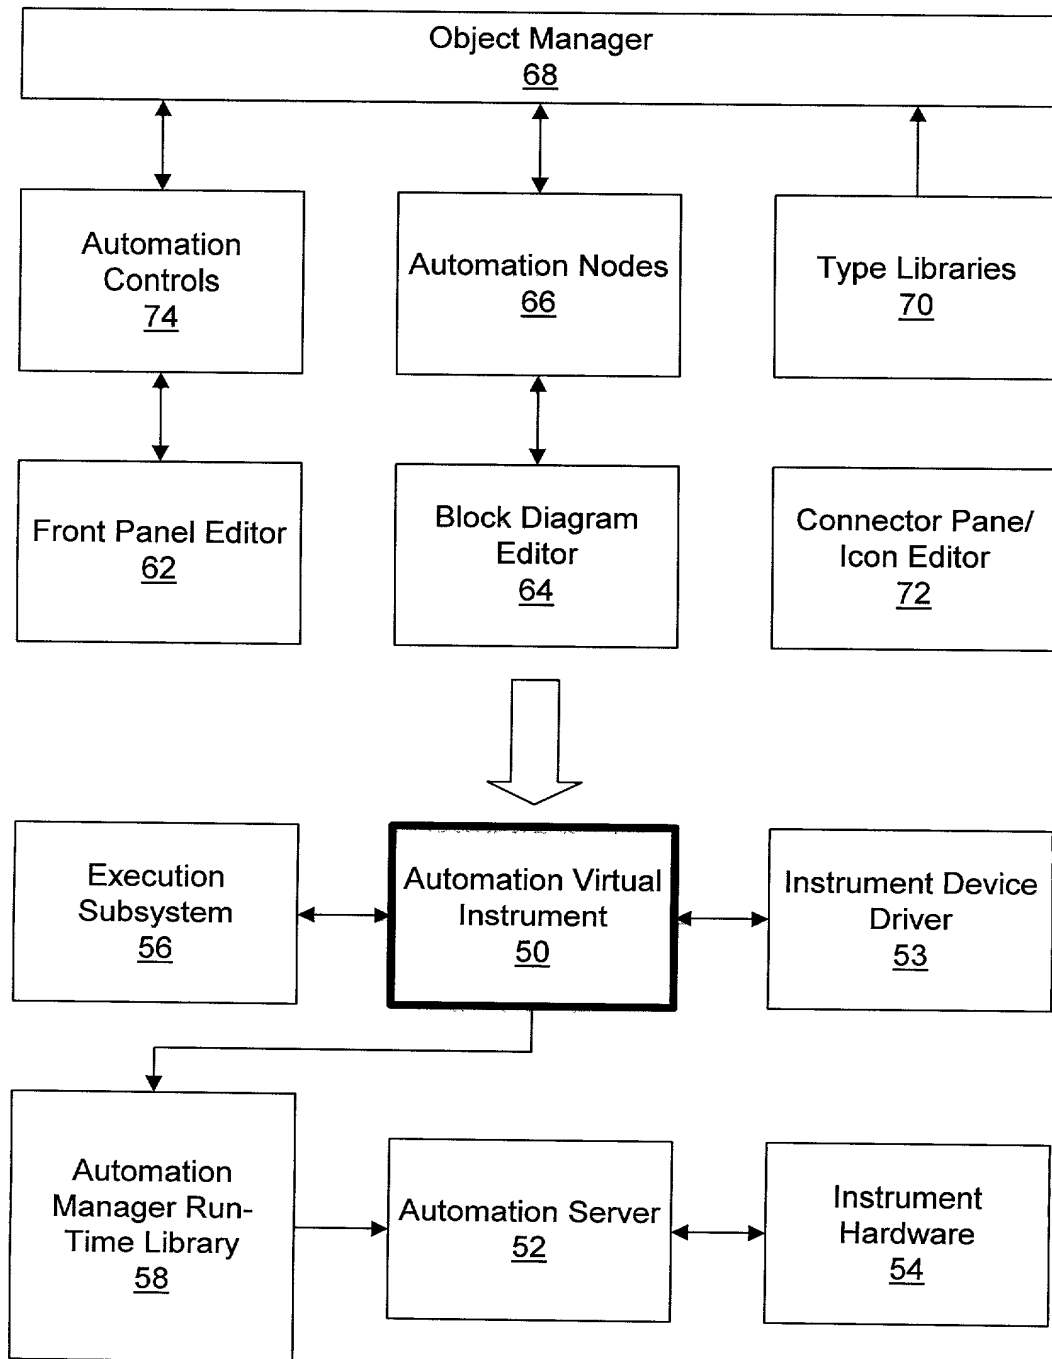 Object Manager
68
Automation
Controls
74
Automation Nodes
66
Type Libraries
70
Front Panel Editor
62
Block Diagram
Editor
64
Connector Pane/
Icon Editor
72
Execution
Subsystem
56
Automation Virtual
Instrument
50
Instrument Device
Driver
53
Automation
Manager Run-
Time Library
58
Automation Server
52
Instrument
Hardware
54